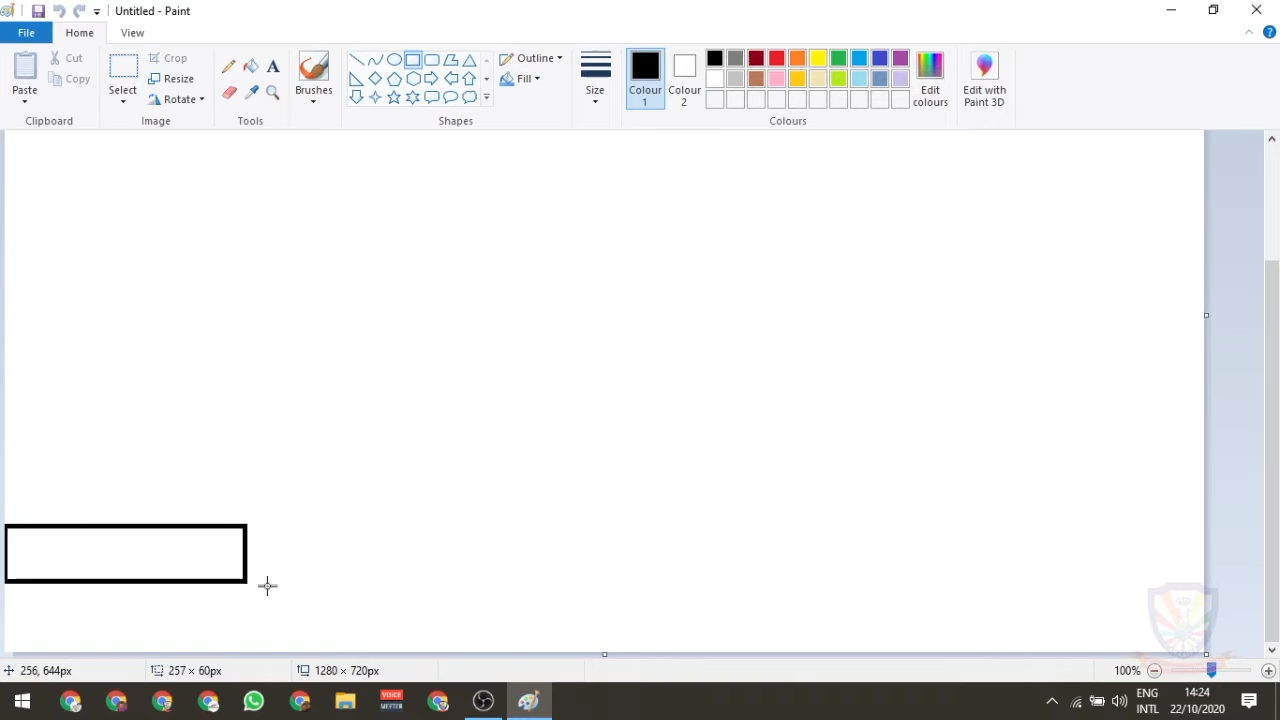 Untitled - Paint
File
Home
View
Paste
Cut
Copy
Clipboard
Select
Crop
Resize
Rotate
Image
A
Tools
Brushes
Outline
Fill
Shapes
Size
Colour
1
Colour
2
Edit
colours
Colours
Edit with
Paint 3D
256, 644px
257 × 60px
1280 × 720px
100%
VOICE
METTER
ENG
INTL
14:24
22/10/2020